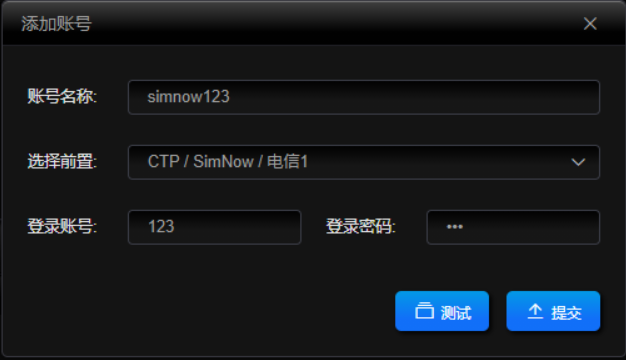 添加账号
账号名称: simnow123
选择前置: CTP / SimNow / 电信1
登录账号: 123 登录密码: •••
测试 提交